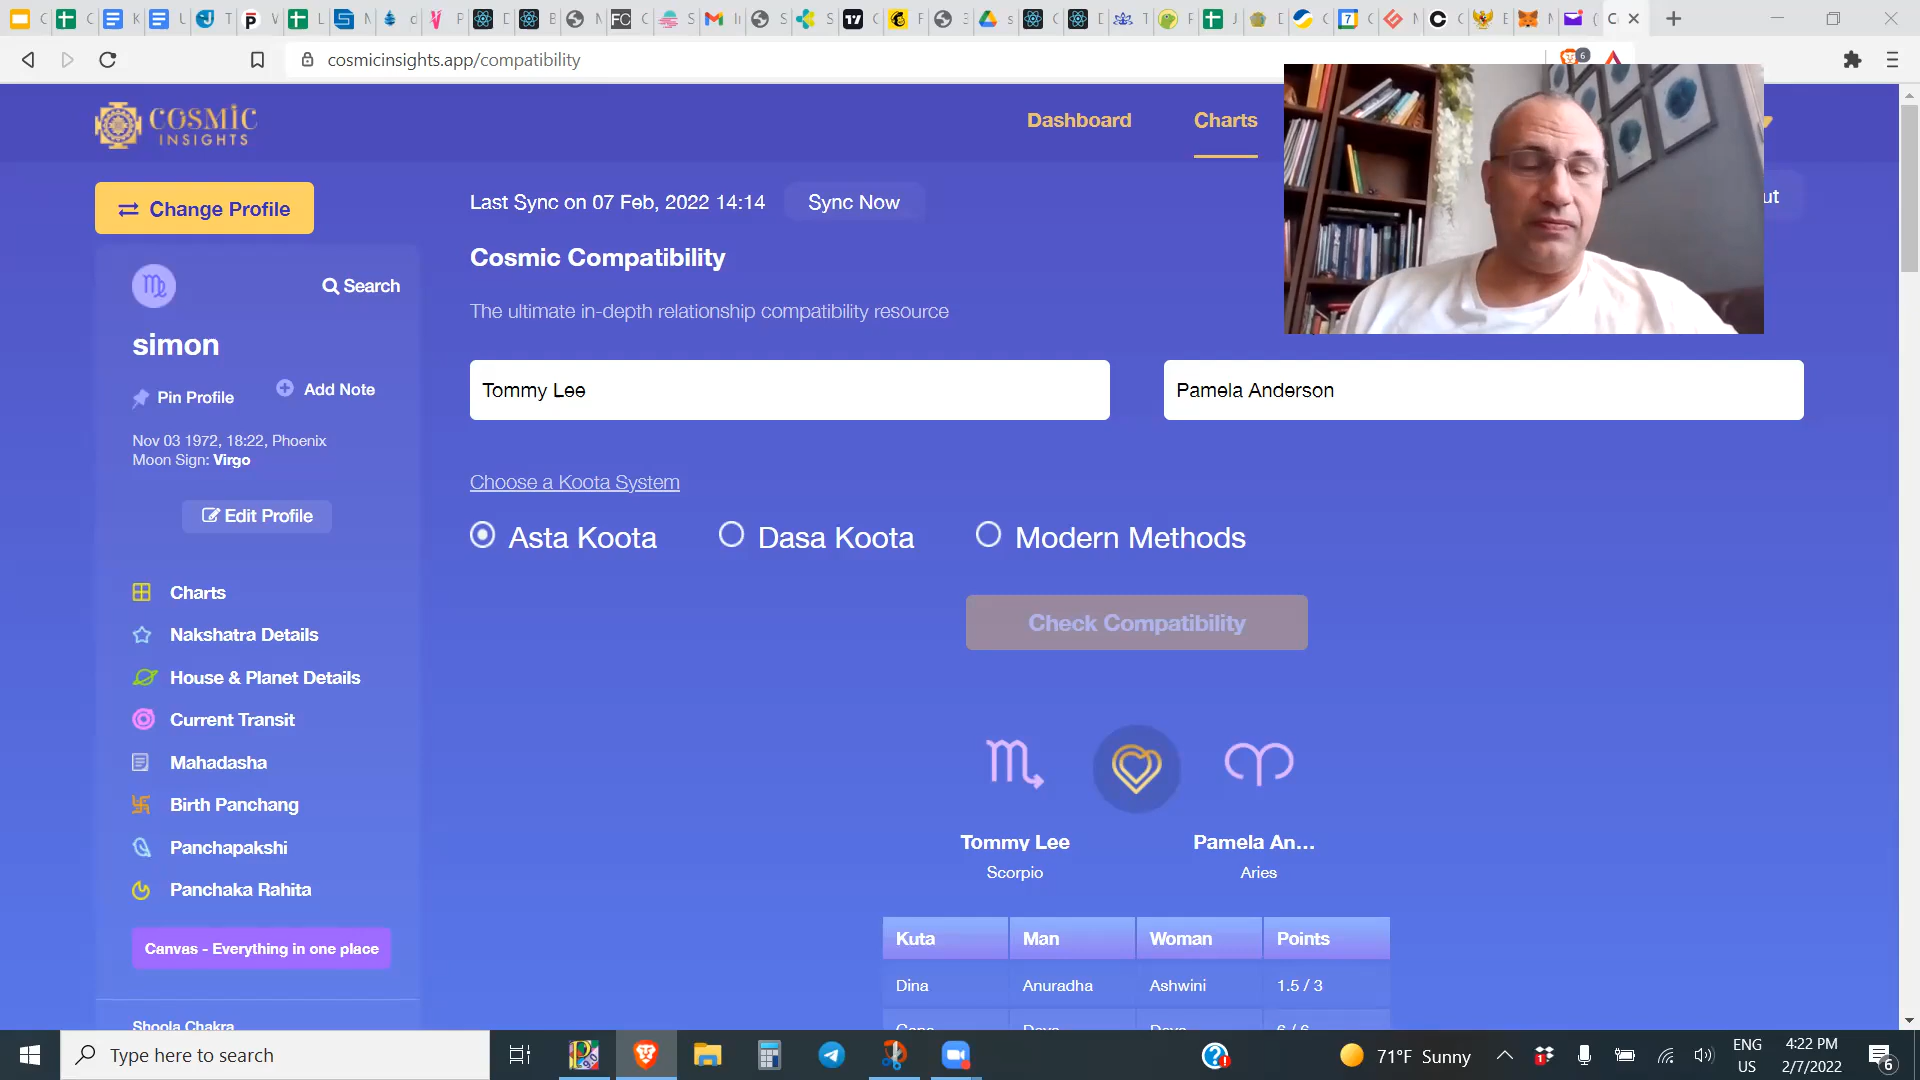 cosmicinsights.app/compatibility
6
COSMIC
INSIGHTS
Dashboard
Charts
Change Profile
Last Sync on 07 Feb, 2022 14:14
Sync Now
ut
Search
Cosmic Compatibility
The ultimate in-depth relationship compatibility resource
simon
Pin Profile
Add Note
Nov 03 1972, 18:22, Phoenix
Moon Sign: Virgo
Edit Profile
Tommy Lee
Pamela Anderson
Choose a Koota System
Asta Koota
Dasa Koota
Modern Methods
Check Compatibility
Charts
Nakshatra Details
House & Planet Details
Current Transit
Mahadasha
Birth Panchang
Panchapakshi
Panchaka Rahita
Canvas - Everything in one place
Shoola Chakra
Tommy Lee
Scorpio
Pamela An...
Aries
Kuta Man Woman Points
Dina Anuradha Ashwini 1.5 / 3
Type here to search
71°F Sunny
ENG
US
4:22 PM
2/7/2022
6